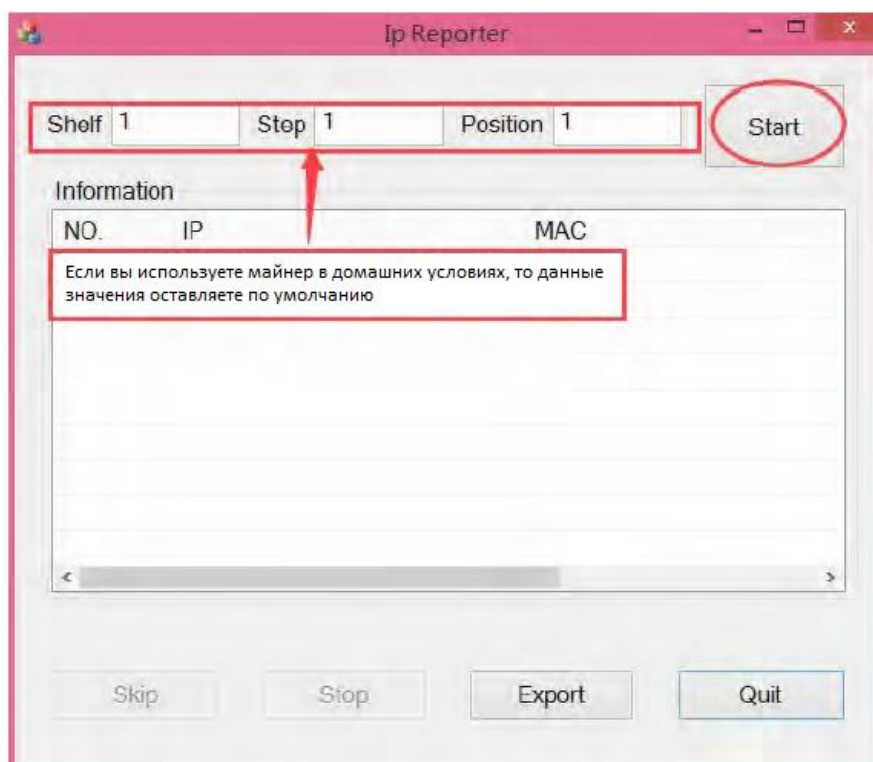 Ip Reporter
Shelf 1 Step 1 Position 1 Start
Information
NO. IP MAC
Если вы используете майнер в домашних условиях, то данные
значения оставляете по умолчанию
Skip Stop Export Quit